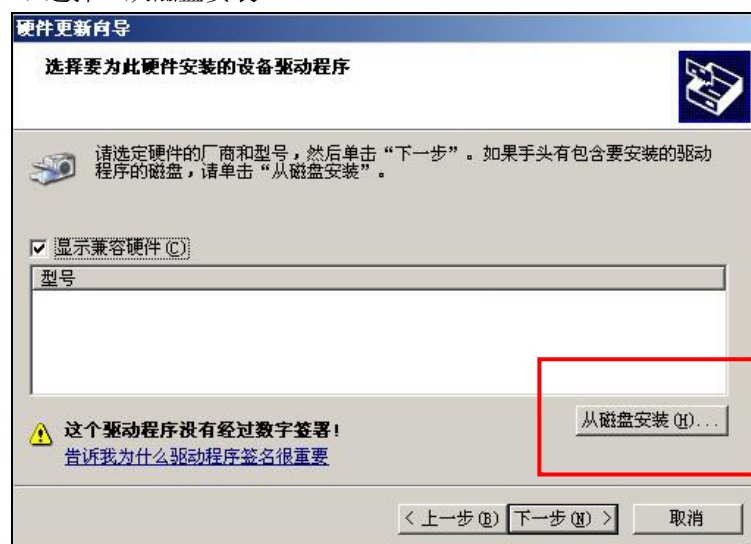 硬件更新向导
选择要为此硬件安装的设备驱动程序
请选定硬件的厂商和型号，然后单击“下一步”。如果手头有包含要安装的驱动
程序的磁盘，请单击“从磁盘安装”。
显示兼容硬件(C)
型号
从磁盘安装(H)...
这个驱动程序没有经过数字签署!
告诉我为什么驱动程序签名很重要
< 上一步(B) 下一步(N) > 取消